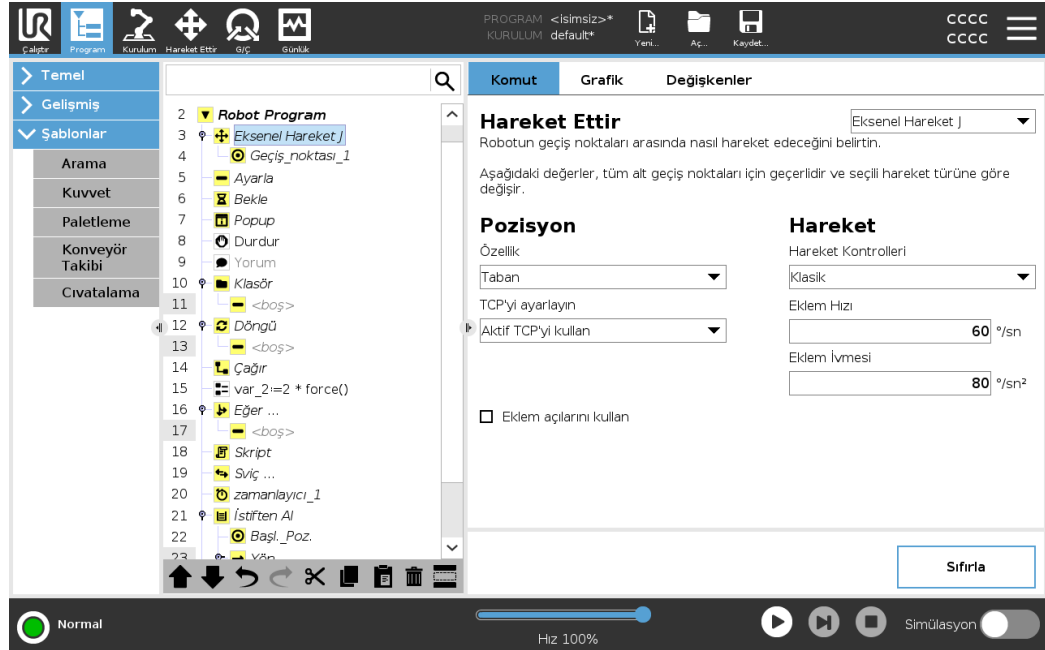 PROGRAM <isimsiz>*
KURULUM default*
Çalıştır
Program
Kurulum
Hareket Ettir
G/Ç
Günlük
Yeni...
Aç...
Kaydet...
CCCC
CCCC
Temel
Gelişmiş
Şablonlar
Arama
Kuvvet
Paletleme
Konveyör
Takibi
Cıvatalama
2 Robot Program
3 Eksenel Hareket J
4 Geçiş_noktası_1
5 Ayarla
6 Bekle
7 Popup
8 Durdur
9 Yorum
10 Klasör
11 <boş>
12 Döngü
13 <boş>
14 Çağır
15 var_2:=2 * force()
16 Eğer ...
17 <boş>
18 Skript
19 Sviç ...
20 zamanlayıcı_1
21 İstiften Al
22 Başl._Poz.
23 Yön
Komut
Grafik
Değişkenler
Hareket Ettir
Eksenel Hareket J
Robotun geçiş noktaları arasında nasıl hareket edeceğini belirtin.
Aşağıdaki değerler, tüm alt geçiş noktaları için geçerlidir ve seçili hareket türüne göre
değişir.
Pozisyon
Özellik
Taban
TCP'yi ayarlayın
Aktif TCP'yi kullan
Eklem açılarını kullan
Hareket
Hareket Kontrolleri
Klasik
Eklem Hızı
60 °/sn
Eklem İvmesi
80 °/sn²
Sıfırla
Normal
Hız 100%
Simülasyon